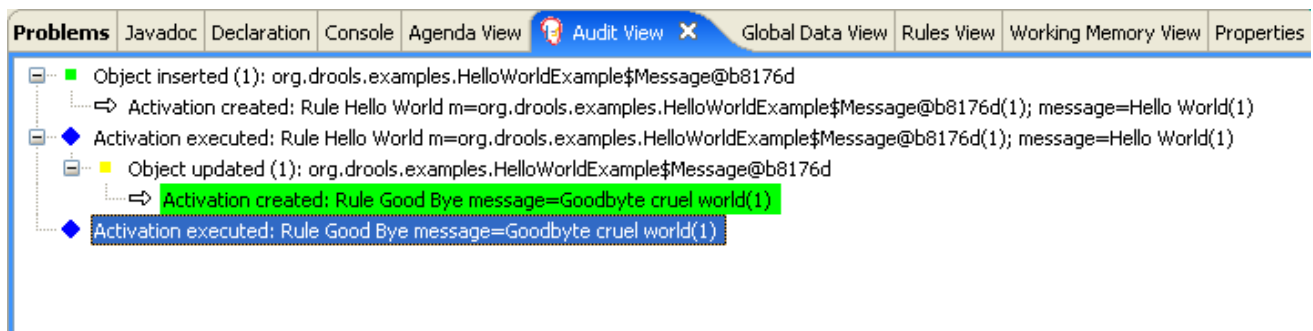 Problems Javadoc Declaration Console Agenda View Audit View Global Data View Rules View Working Memory View Properties
Object inserted (1): org.drools.examples.HelloWorldExample$Message@b8176d
Activation created: Rule Hello World m=org.drools.examples.HelloWorldExample$Message@b8176d(1); message=Hello World(1)
Activation executed: Rule Hello World m=org.drools.examples.HelloWorldExample$Message@b8176d(1); message=Hello World(1)
Object updated (1): org.drools.examples.HelloWorldExample$Message@b8176d
Activation created: Rule Good Bye message=Goodbyte cruel world(1)
Activation executed: Rule Good Bye message=Goodbyte cruel world(1)